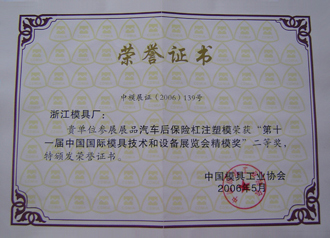 荣誉证书
中模展证（2006）139号
浙江模具厂：
贵单位参展展品汽车后保险杠注塑模荣获“第十
一届中国国际模具技术和设备展览会精模奖”二等奖，
特颁发荣誉证书。
中国模具工业协会
2006年5月